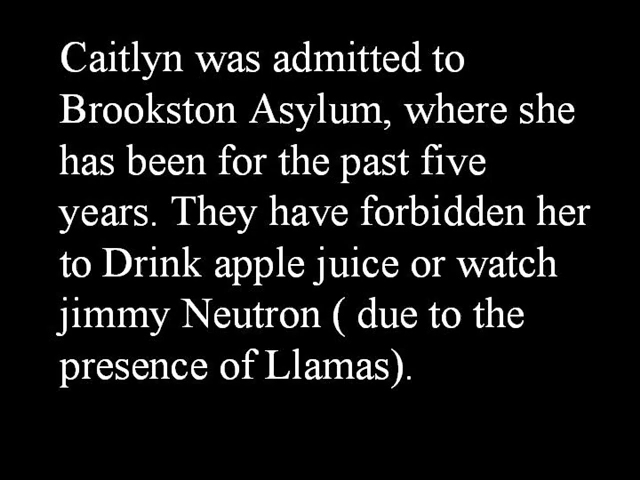 Caitlyn was admitted to
Brookston Asylum, where she
has been for the past five
years. They have forbidden her
to Drink apple juice or watch
jimmy Neutron ( due to the
presence of Llamas).